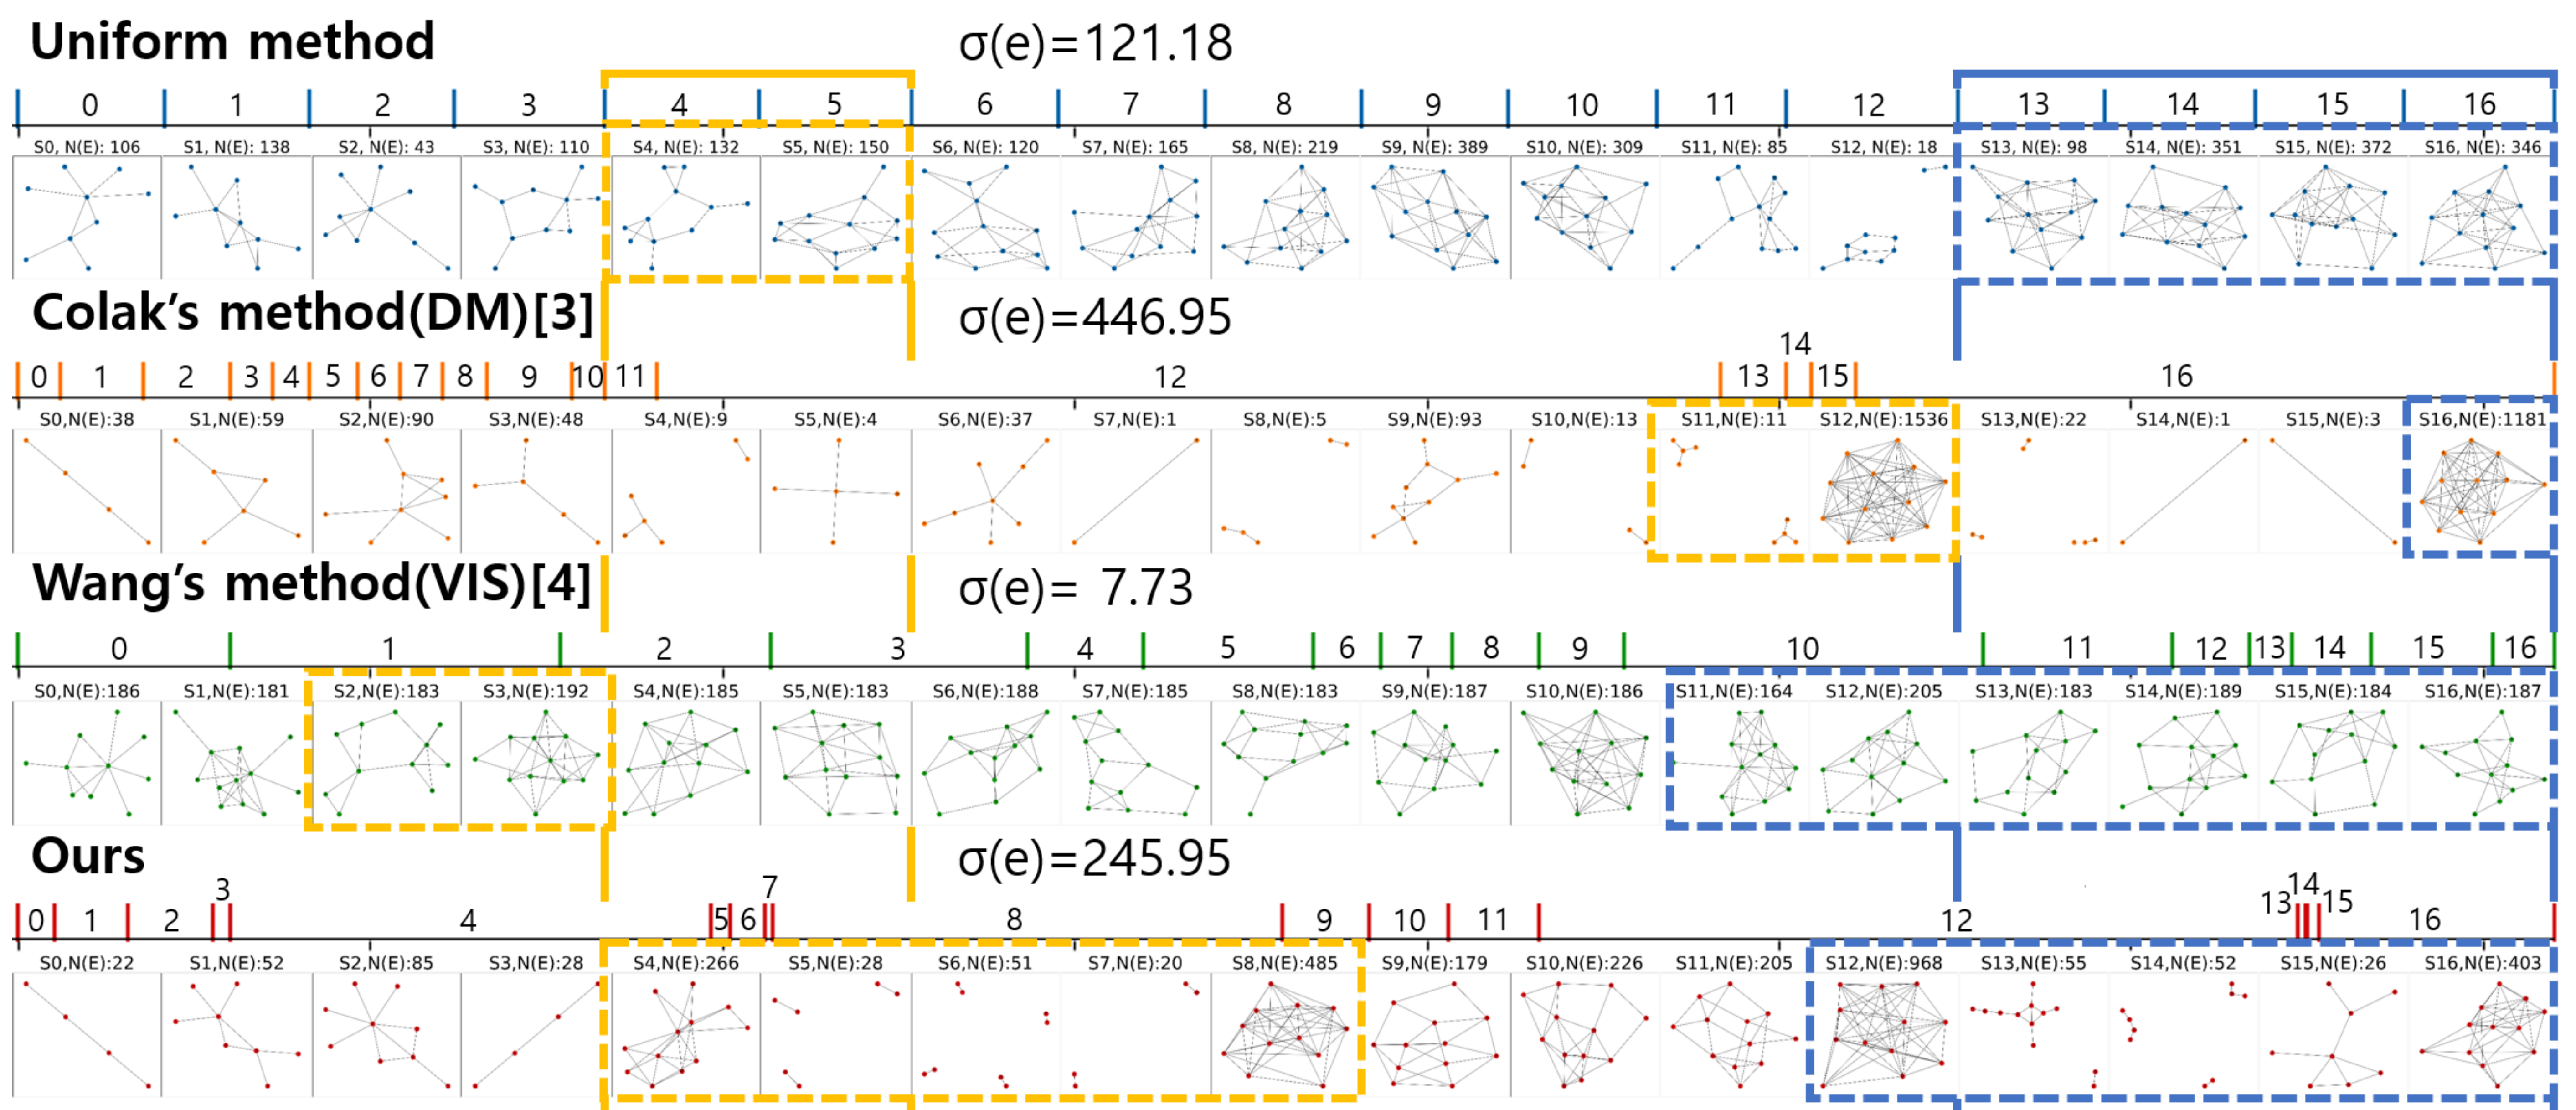 Uniform method σ(e)=121.18
0 1 2 3 4 5 6 7 8 9 10 11 12 13 14 15 16
S0, N(E): 106 S1, N(E): 138 S2, N(E): 43 S3, N(E): 110 S4, N(E): 132 S5, N(E): 150 S6, N(E): 120 S7, N(E): 165 S8, N(E): 219 S9, N(E): 389 S10, N(E): 309 S11, N(E): 85 S12, N(E): 18 S13, N(E): 98 S14, N(E): 351 S15, N(E): 372 S16, N(E): 346
Colak's method(DM)[3] σ(e)=446.95
14
0 1 2 3 4 5 6 7 8 9 10 11 12 13 15 16
S0,N(E):38 S1,N(E):59 S2,N(E):90 S3,N(E):48 S4,N(E):9 S5,N(E):4 S6,N(E):37 S7,N(E):1 S8,N(E):5 S9,N(E):93 S10,N(E):13 S11,N(E):11 S12,N(E):1536 S13,N(E):22 S14,N(E):1 S15,N(E):3 S16,N(E):1181
Wang's method(VIS)[4] σ(e)= 7.73
0 1 2 3 4 5 6 7 8 9 10 11 12 13 14 15 16
S0,N(E):186 S1,N(E):181 S2,N(E):183 S3,N(E):192 S4,N(E):185 S5,N(E):183 S6,N(E):188 S7,N(E):185 S8,N(E):183 S9,N(E):187 S10,N(E):186 S11,N(E):164 S12,N(E):205 S13,N(E):183 S14,N(E):189 S15,N(E):184 S16,N(E):187
Ours σ(e)=245.95
3 7 14
13 15
0 1 2 4 5 6 8 9 10 11 12 16
S0,N(E):22 S1,N(E):52 S2,N(E):85 S3,N(E):28 S4,N(E):266 S5,N(E):28 S6,N(E):51 S7,N(E):20 S8,N(E):485 S9,N(E):179 S10,N(E):226 S11,N(E):205 S12,N(E):968 S13,N(E):55 S14,N(E):52 S15,N(E):26 S16,N(E):403